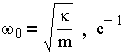 ω₀ = √(κ/m) , c⁻¹